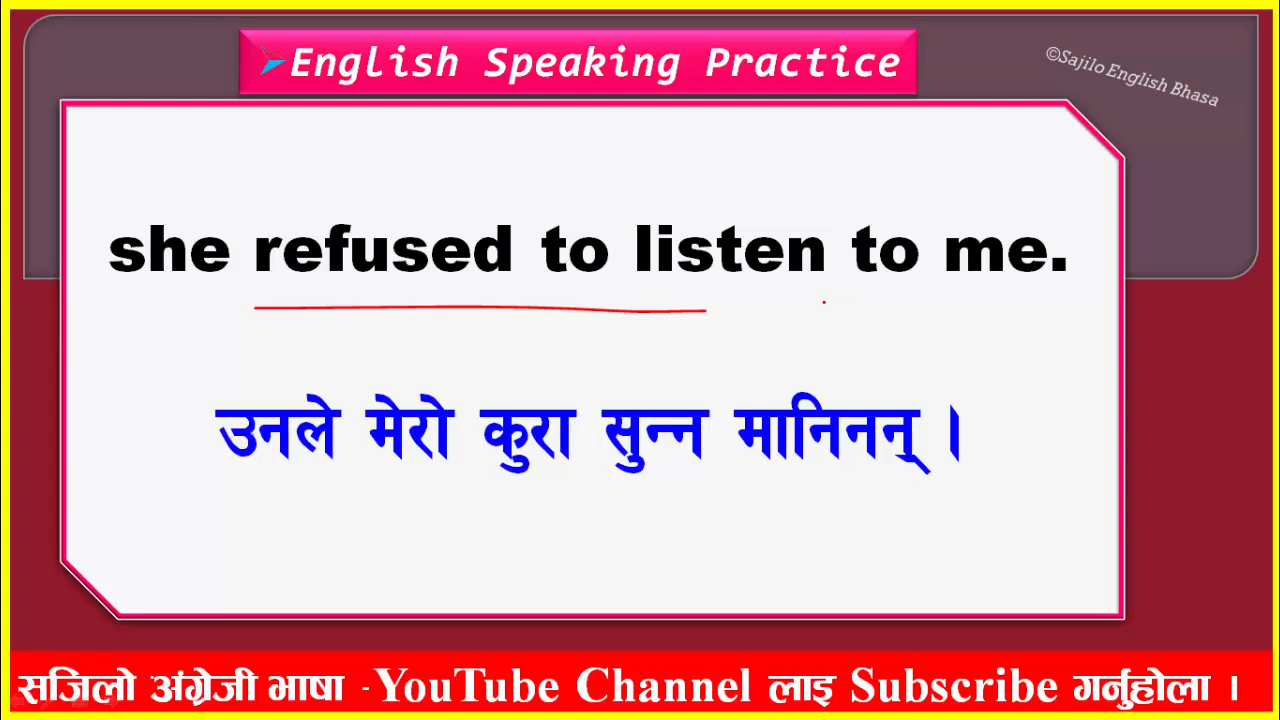 English Speaking Practice
©Sajilo English Bhasa
she refused to listen to me.
उनले मेरो कुरा सुन्न मानिनन् ।
सजिलो अंग्रेजी भाषा -YouTube Channel लाइ Subscribe गर्नुहोला ।